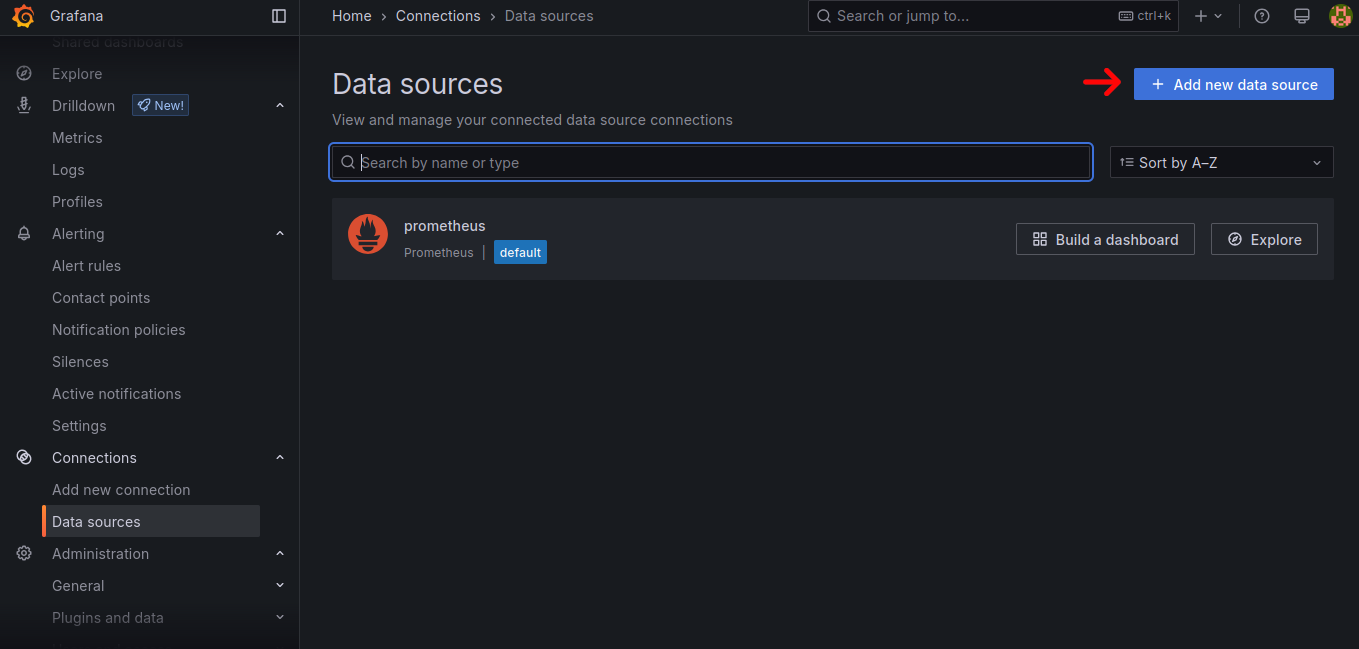 Grafana
Home › Connections › Data sources
Search or jump to...
ctrl+k
Shared dashboards
Explore
Drilldown
New!
Metrics
Logs
Profiles
Alerting
Alert rules
Contact points
Notification policies
Silences
Active notifications
Settings
Connections
Add new connection
Data sources
Administration
General
Plugins and data
Data sources
+ Add new data source
View and manage your connected data source connections
Search by name or type
Sort by A–Z
prometheus
Prometheus | default
Build a dashboard
Explore